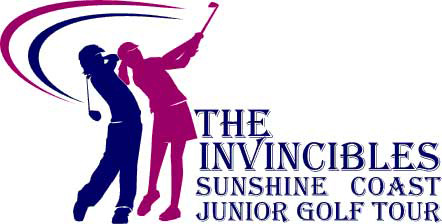 THE
INVINCIBLES
SUNSHINE COAST
JUNIOR GOLF TOUR